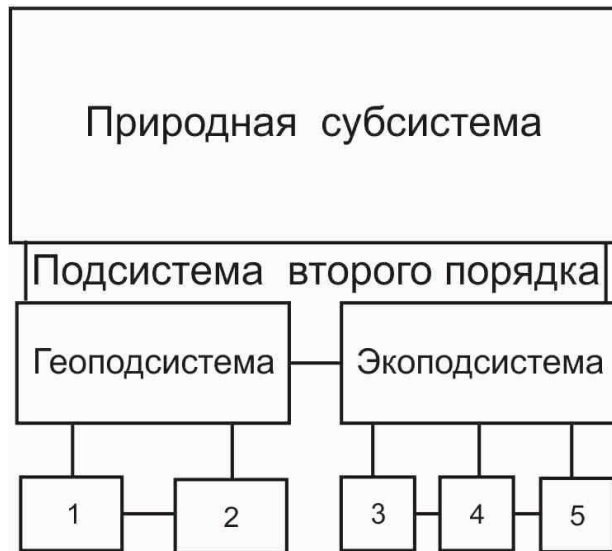 Природная субсистема
Подсистема второго порядка
Геоподсистема Экоподсистема
1 2 3 4 5